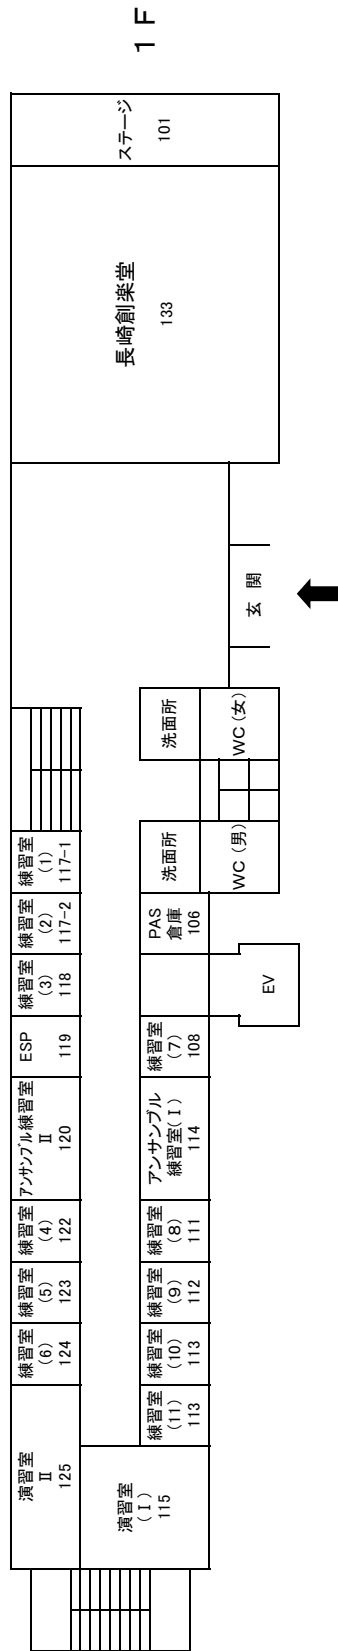 1F
演習室
Ⅱ
125
練習室
(6)
124
練習室
(5)
123
練習室
(4)
122
アンサンブル練習室
Ⅱ
120
ESP
119
練習室
(3)
118
練習室
(2)
117-2
練習室
(1)
117-1
長崎創楽堂
133
ステージ
101
演習室
(Ⅰ)
115
練習室
(11)
113
練習室
(10)
113
練習室
(9)
112
練習室
(8)
111
アンサンブル
練習室(Ⅰ)
114
練習室
(7)
108
PAS
倉庫
106
洗面所
洗面所
EV
WC(男)
WC(女)
玄 関